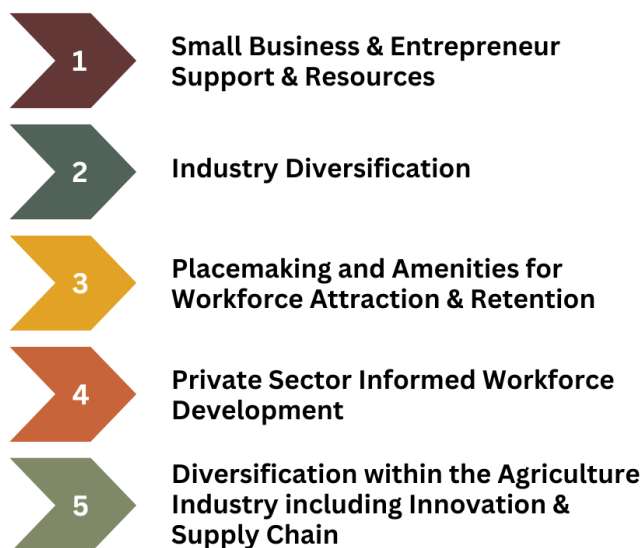 1
Small Business & Entrepreneur
Support & Resources
2
Industry Diversification
3
Placemaking and Amenities for
Workforce Attraction & Retention
4
Private Sector Informed Workforce
Development
5
Diversification within the Agriculture
Industry including Innovation &
Supply Chain